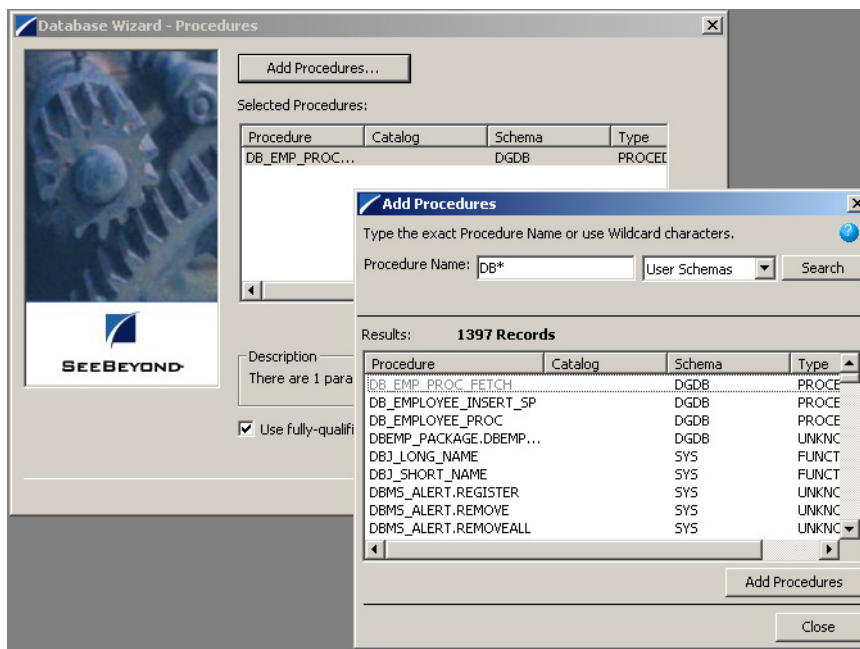 Database Wizard - Procedures
Add Procedures...
Selected Procedures:
Procedure Catalog Schema Type
DB_EMP_PROC... DGDB PROCED
SEEBEYOND
Description
There are 1 para
Use fully-qualifi
Add Procedures
Type the exact Procedure Name or use Wildcard characters.
Procedure Name: DB* User Schemas Search
Results: 1397 Records
Procedure Catalog Schema Type
DB_EMP_PROC_FETCH DGDB PROCE
DB_EMPLOYEE_INSERT_SP DGDB PROCE
DB_EMPLOYEE_PROC DGDB PROCE
DBEMP_PACKAGE.DBEMP... DGDB UNKNC
DBJ_LONG_NAME SYS FUNCT
DBJ_SHORT_NAME SYS FUNCT
DBMS_ALERT.REGISTER SYS UNKNC
DBMS_ALERT.REMOVE SYS UNKNC
DBMS_ALERT.REMOVEALL SYS UNKNC
Add Procedures
Close